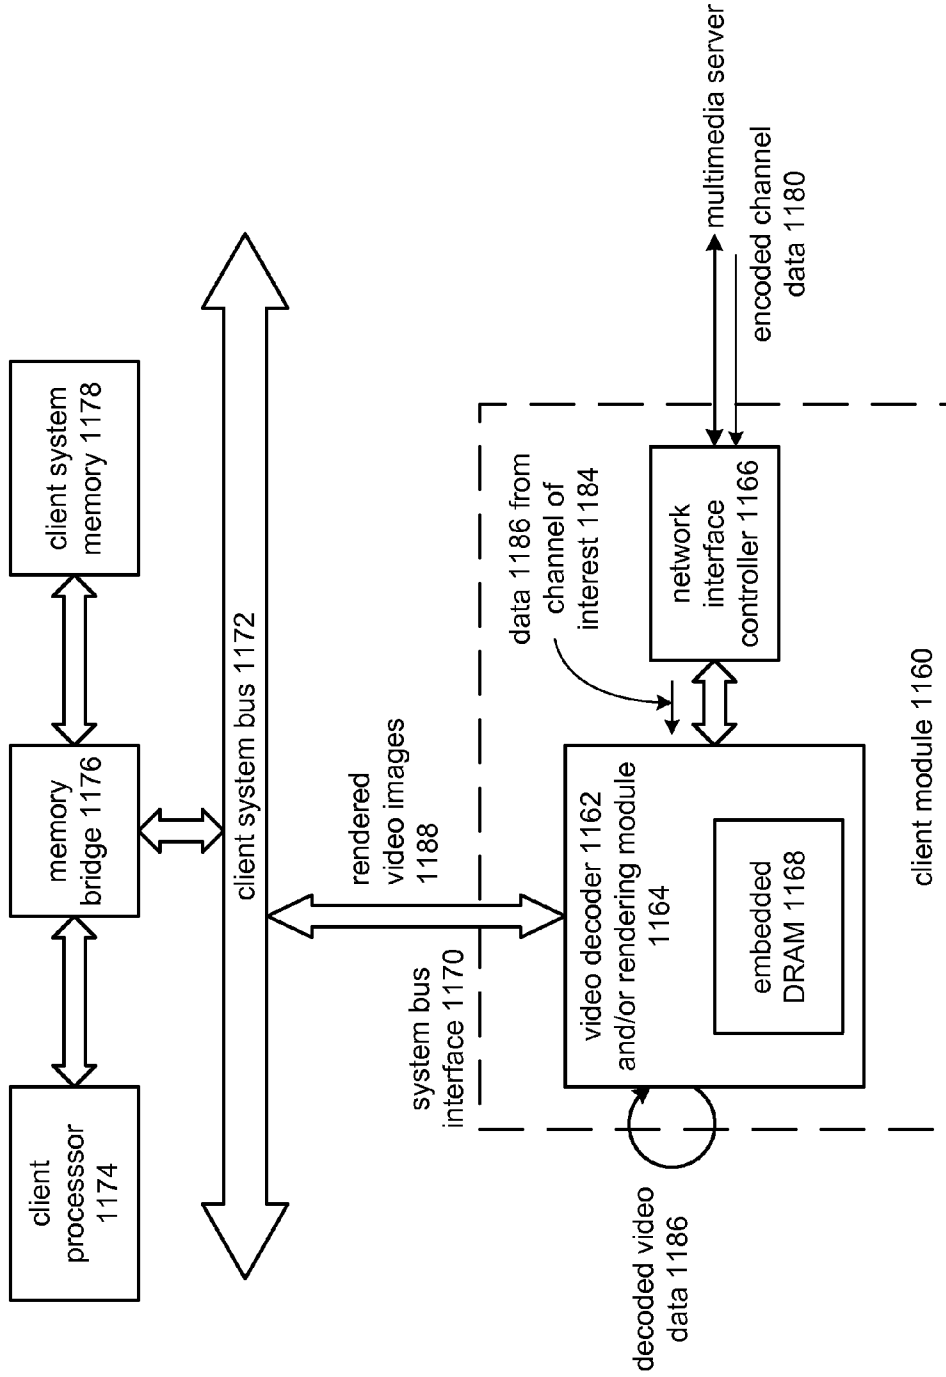 client
processsor
1174
memory
bridge 1176
client system
memory 1178
client system bus 1172
system bus
interface 1170
rendered
video images
1188
data 1186 from
channel of
interest 1184
decoded video
data 1186
video decoder 1162
and/or rendering module
1164
embedded
DRAM 1168
network
interface
controller 1166
multimedia server
encoded channel
data 1180
client module 1160